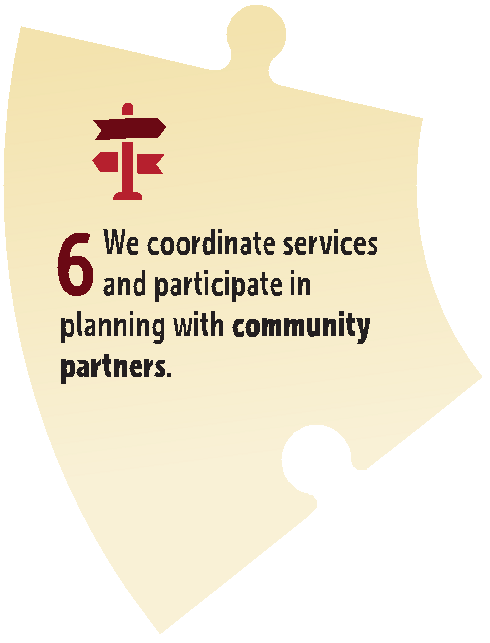 6 We coordinate services
and participate in
planning with community
partners.